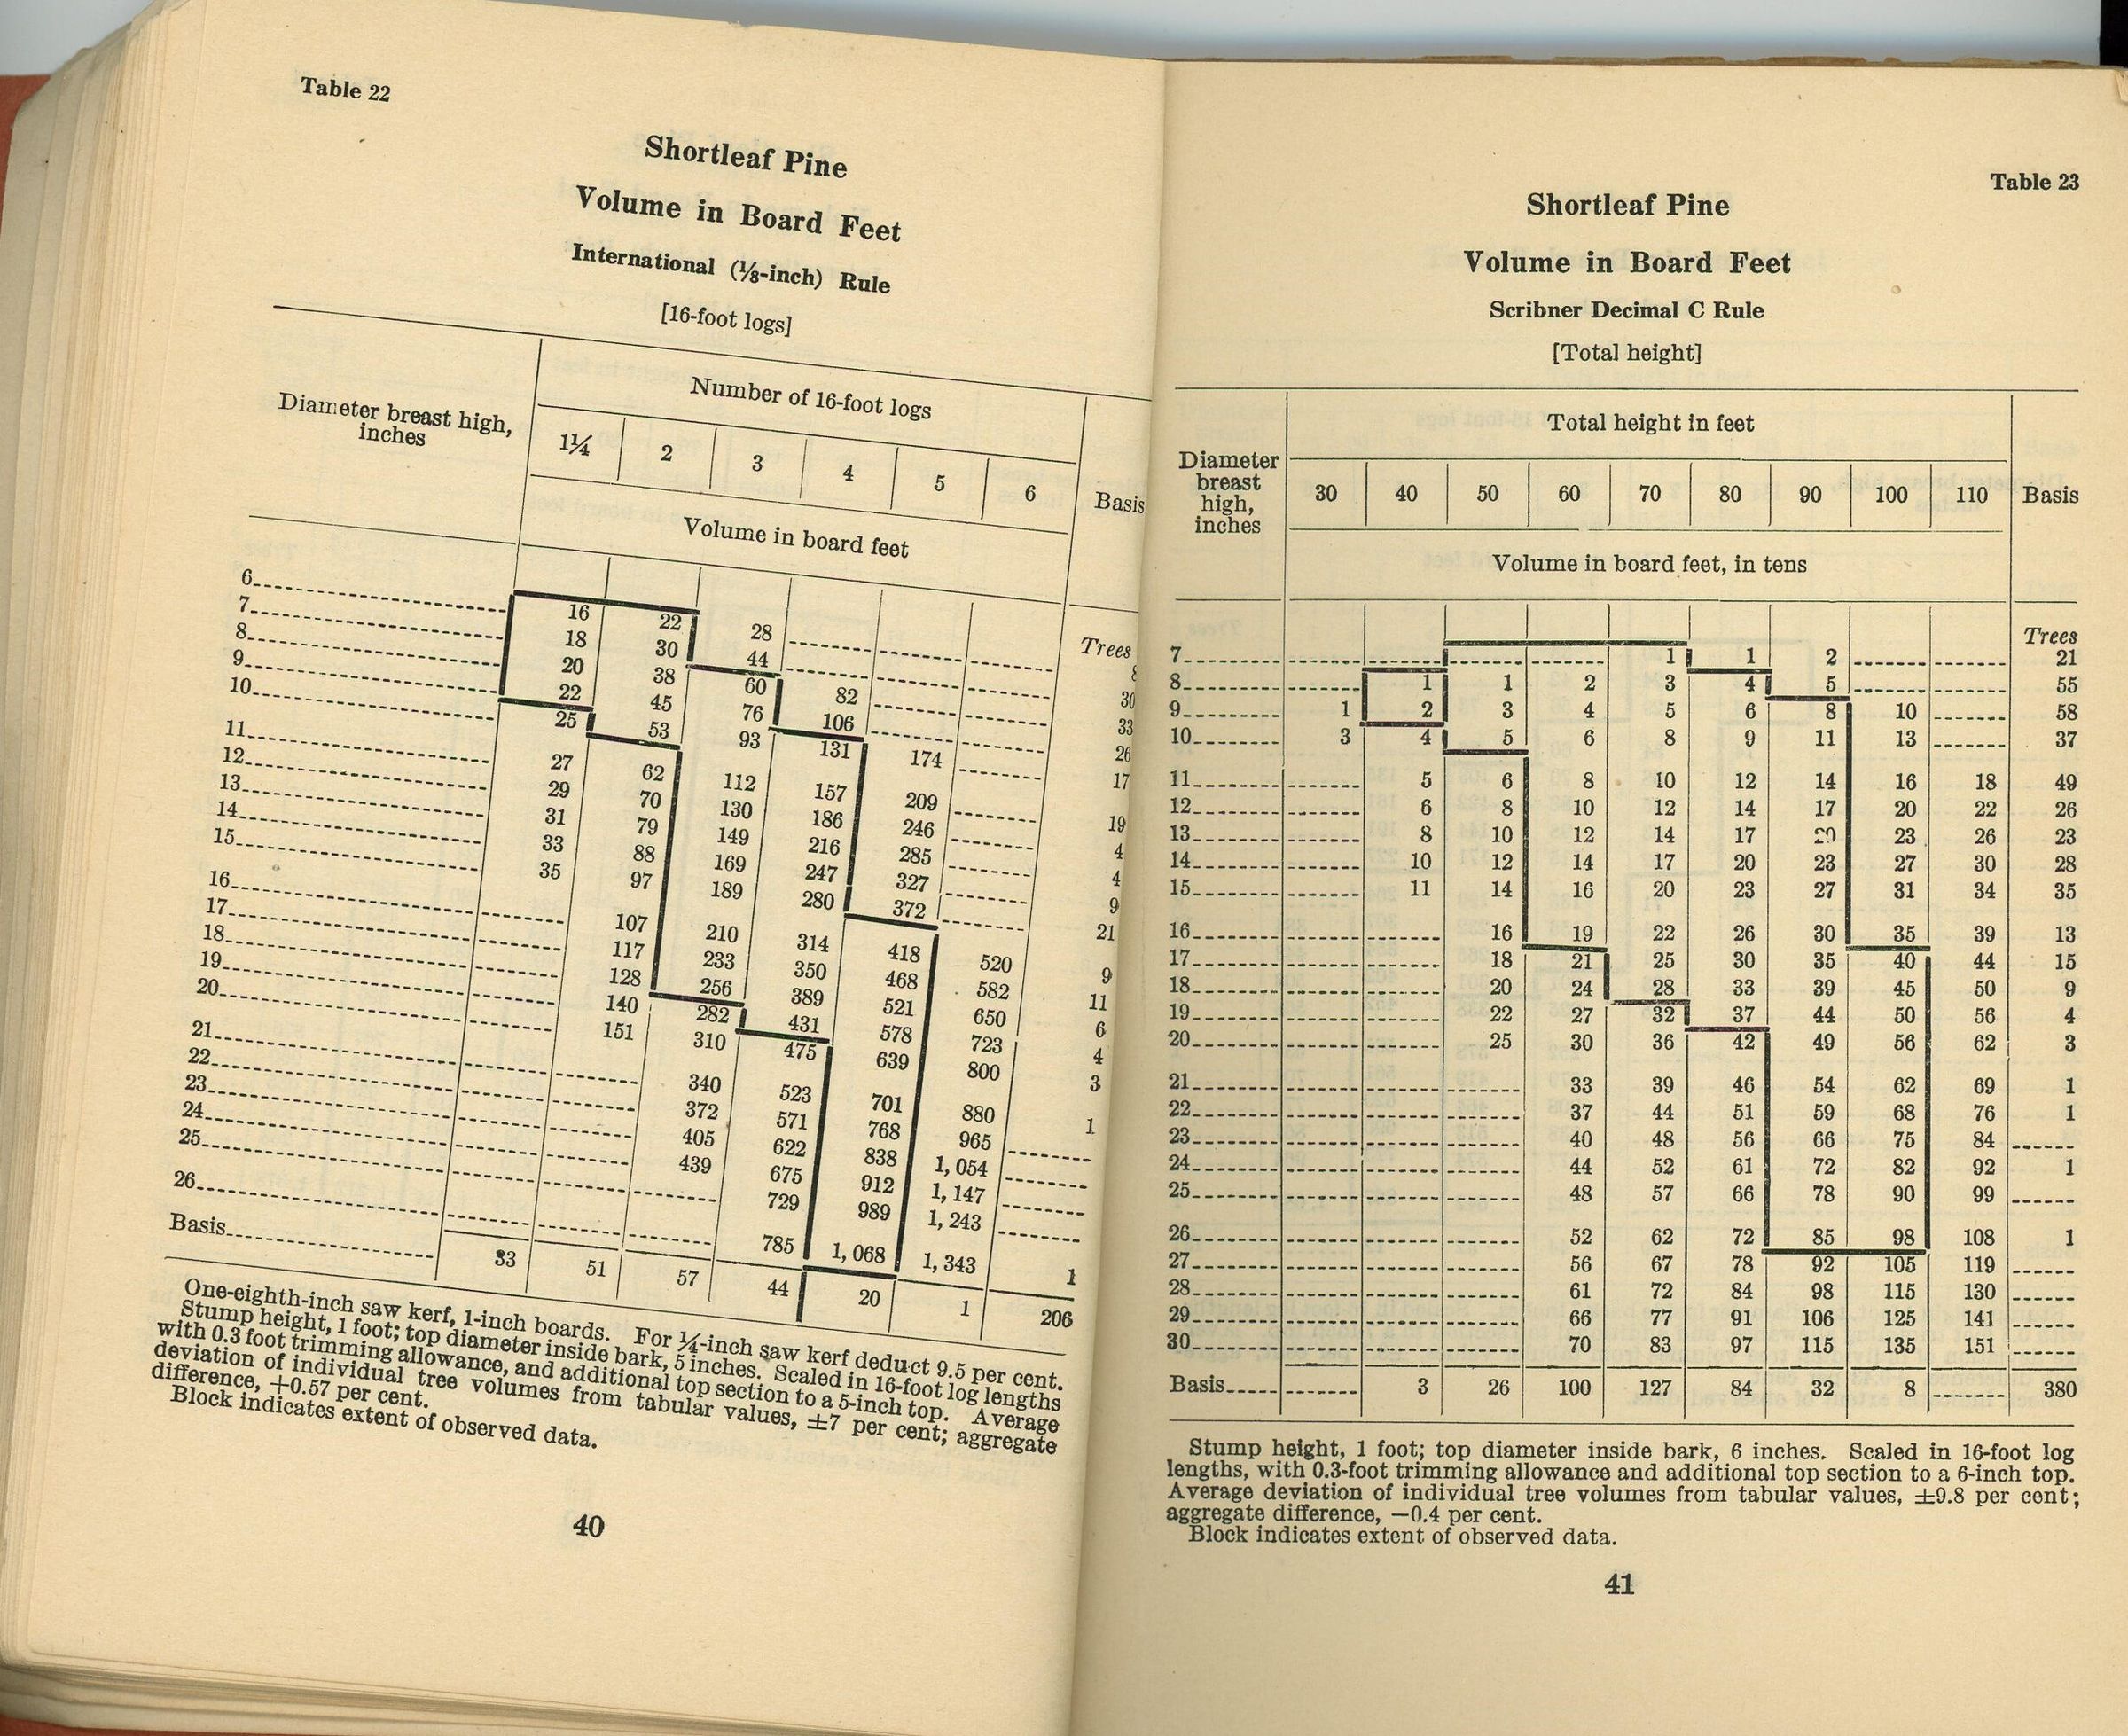 Table 22
Shortleaf Pine
Volume in Board Feet
International (⅛-inch) Rule
[16-foot logs]
Diameter breast high, inches
Number of 16-foot logs
1¼ 2 3 4 5 6 Basis
Volume in board feet
Trees
6 16 22 28 8
7 18 30 44 30
8 20 38 60 82 33
9 22 45 76 106 26
10 25 53 93 131 174 17
11 27 62 112 157 209 19
12 29 70 130 186 246 4
13 31 79 149 216 285 4
14 33 88 169 247 327 9
15 35 97 189 280 372 21
16 107 210 314 418 520 9
17 117 233 350 468 582 11
18 128 256 389 521 650 6
19 140 282 431 578 723 4
20 151 310 475 639 800 3
21 340 523 701 880 1
22 372 571 768 965
23 405 622 838 1,054
24 439 675 912 1,147
25 729 989 1,243
26 785 1,068 1,343 1
Basis 33 51 57 44 20 1 206
One-eighth-inch saw kerf, 1-inch boards. For ¼-inch saw kerf deduct 9.5 per cent.
Stump height, 1 foot; top diameter inside bark, 5 inches. Scaled in 16-foot log lengths
with 0.3 foot trimming allowance, and additional top section to a 5-inch top. Average
deviation of individual tree volumes from tabular values, ±7 per cent; aggregate
difference, +0.57 per cent.
Block indicates extent of observed data.
40
Table 23
Shortleaf Pine
Volume in Board Feet
Scribner Decimal C Rule
[Total height]
Diameter breast high, inches
Total height in feet
30 40 50 60 70 80 90 100 110 Basis
Volume in board feet, in tens
Trees
7 1 1 2 21
8 1 1 2 3 4 5 55
9 1 2 3 4 5 6 8 10 58
10 3 4 5 6 8 9 11 13 37
11 5 6 8 10 12 14 16 18 49
12 6 8 10 12 14 17 20 22 26
13 8 10 12 14 17 20 23 26 23
14 10 12 14 17 20 23 27 30 28
15 11 14 16 20 23 27 31 34 35
16 16 19 22 26 30 35 39 13
17 18 21 25 30 35 40 44 15
18 20 24 28 33 39 45 50 9
19 22 27 32 37 44 50 56 4
20 25 30 36 42 49 56 62 3
21 33 39 46 54 62 69 1
22 37 44 51 59 68 76 1
23 40 48 56 66 75 84
24 44 52 61 72 82 92 1
25 48 57 66 78 90 99
26 52 62 72 85 98 108 1
27 56 67 78 92 105 119
28 61 72 84 98 115 130
29 66 77 91 106 125 141
30 70 83 97 115 135 151
Basis 3 26 100 127 84 32 8 380
Stump height, 1 foot; top diameter inside bark, 6 inches. Scaled in 16-foot log
lengths, with 0.3-foot trimming allowance and additional top section to a 6-inch top.
Average deviation of individual tree volumes from tabular values, ±9.8 per cent;
aggregate difference, −0.4 per cent.
Block indicates extent of observed data.
41